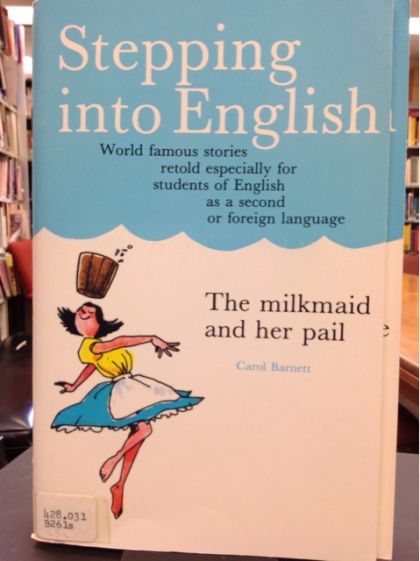 Stepping
into English
World famous stories
retold especially for
students of English
as a second
or foreign language
The milkmaid
and her pail
Carol Barnett
428.031
B261s